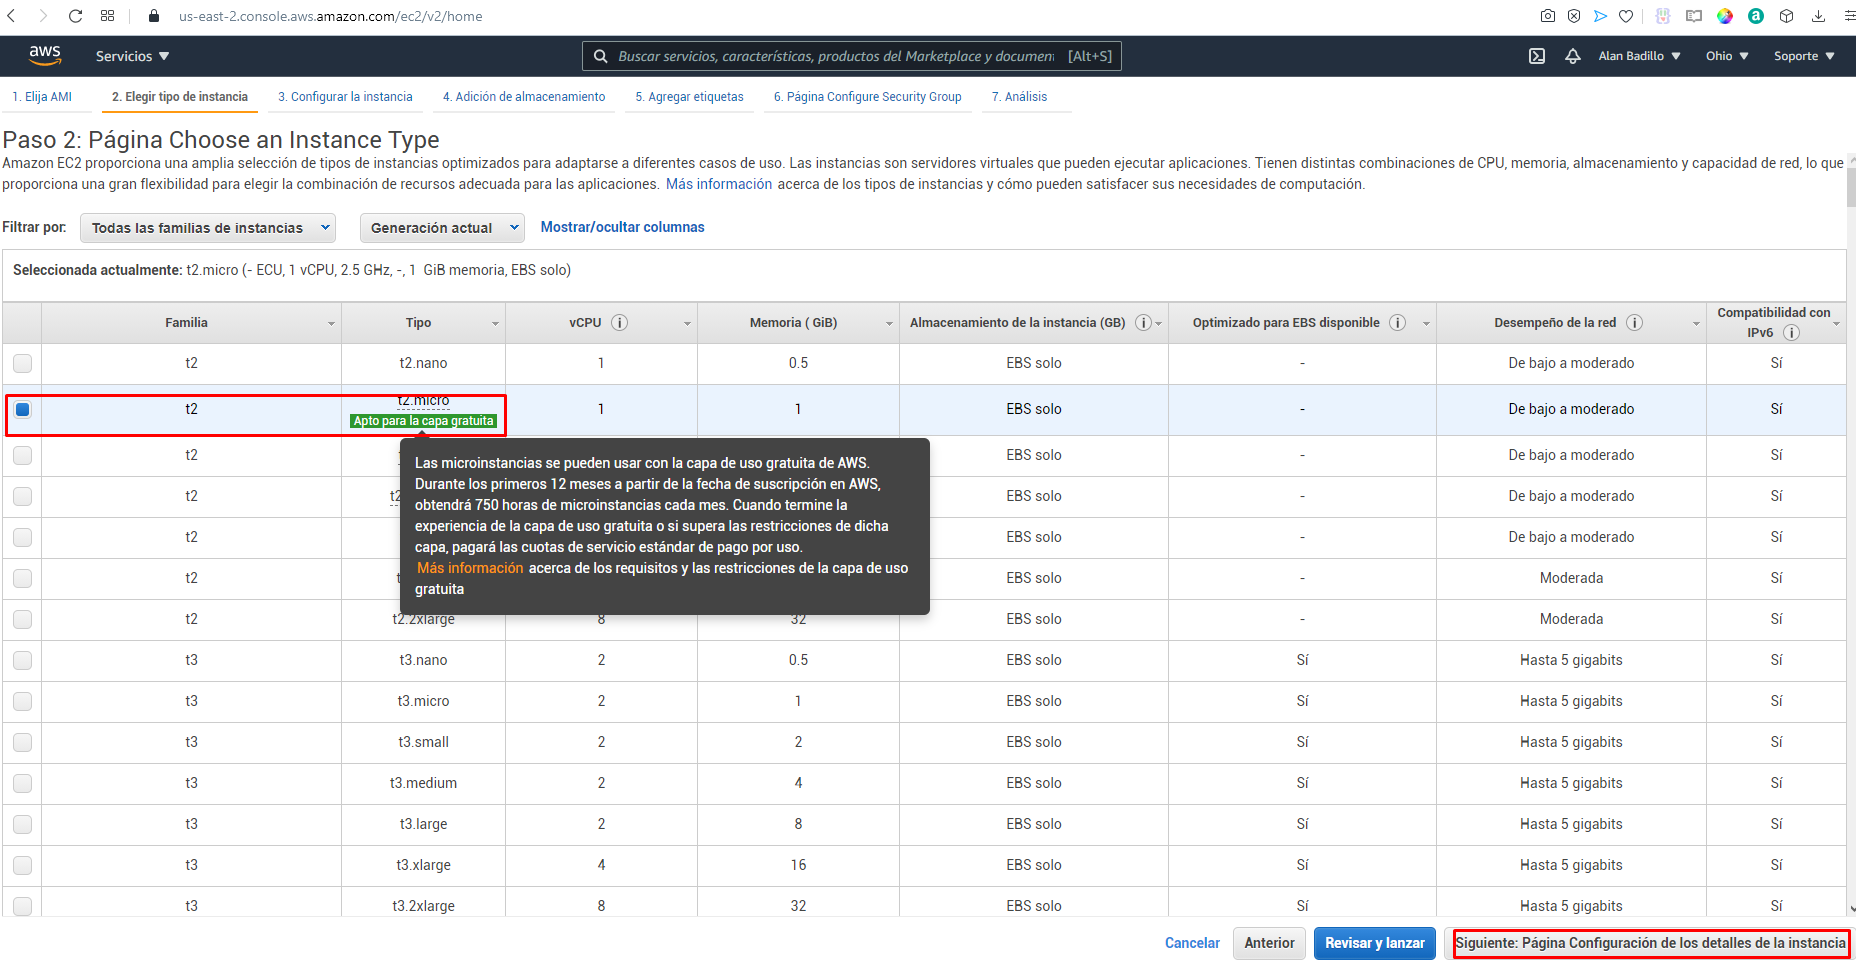 us-east-2.console.aws.amazon.com/ec2/v2/home
aws Servicios Buscar servicios, características, productos del Marketplace y documen [Alt+S] Alan Badillo Ohio Soporte
1. Elija AMI 2. Elegir tipo de instancia 3. Configurar la instancia 4. Adición de almacenamiento 5. Agregar etiquetas 6. Página Configure Security Group 7. Análisis
Paso 2: Página Choose an Instance Type
Amazon EC2 proporciona una amplia selección de tipos de instancias optimizados para adaptarse a diferentes casos de uso. Las instancias son servidores virtuales que pueden ejecutar aplicaciones. Tienen distintas combinaciones de CPU, memoria, almacenamiento y capacidad de red, lo que
proporciona una gran flexibilidad para elegir la combinación de recursos adecuada para las aplicaciones. Más información acerca de los tipos de instancias y cómo pueden satisfacer sus necesidades de computación.
Filtrar por: Todas las familias de instancias Generación actual Mostrar/ocultar columnas
Seleccionada actualmente: t2.micro (- ECU, 1 vCPU, 2.5 GHz, -, 1 GiB memoria, EBS solo)
Familia Tipo vCPU Memoria ( GiB) Almacenamiento de la instancia (GB) Optimizado para EBS disponible Desempeño de la red Compatibilidad con
IPv6
t2 t2.nano 1 0.5 EBS solo - De bajo a moderado Sí
t2 t2.micro 1 1 EBS solo - De bajo a moderado Sí
Apto para la capa gratuita
t2 EBS solo - De bajo a moderado Sí
t2 EBS solo - De bajo a moderado Sí
t2 EBS solo - De bajo a moderado Sí
t2 EBS solo - Moderada Sí
Las microinstancias se pueden usar con la capa de uso gratuita de AWS.
Durante los primeros 12 meses a partir de la fecha de suscripción en AWS,
obtendrá 750 horas de microinstancias cada mes. Cuando termine la
experiencia de la capa de uso gratuita o si supera las restricciones de dicha
capa, pagará las cuotas de servicio estándar de pago por uso.
Más información acerca de los requisitos y las restricciones de la capa de uso
gratuita
t2 t2.2xlarge 8 32 EBS solo - Moderada Sí
t3 t3.nano 2 0.5 EBS solo Sí Hasta 5 gigabits Sí
t3 t3.micro 2 1 EBS solo Sí Hasta 5 gigabits Sí
t3 t3.small 2 2 EBS solo Sí Hasta 5 gigabits Sí
t3 t3.medium 2 4 EBS solo Sí Hasta 5 gigabits Sí
t3 t3.large 2 8 EBS solo Sí Hasta 5 gigabits Sí
t3 t3.xlarge 4 16 EBS solo Sí Hasta 5 gigabits Sí
t3 t3.2xlarge 8 32 EBS solo Sí Hasta 5 gigabits Sí
Cancelar Anterior Revisar y lanzar Siguiente: Página Configuración de los detalles de la instancia